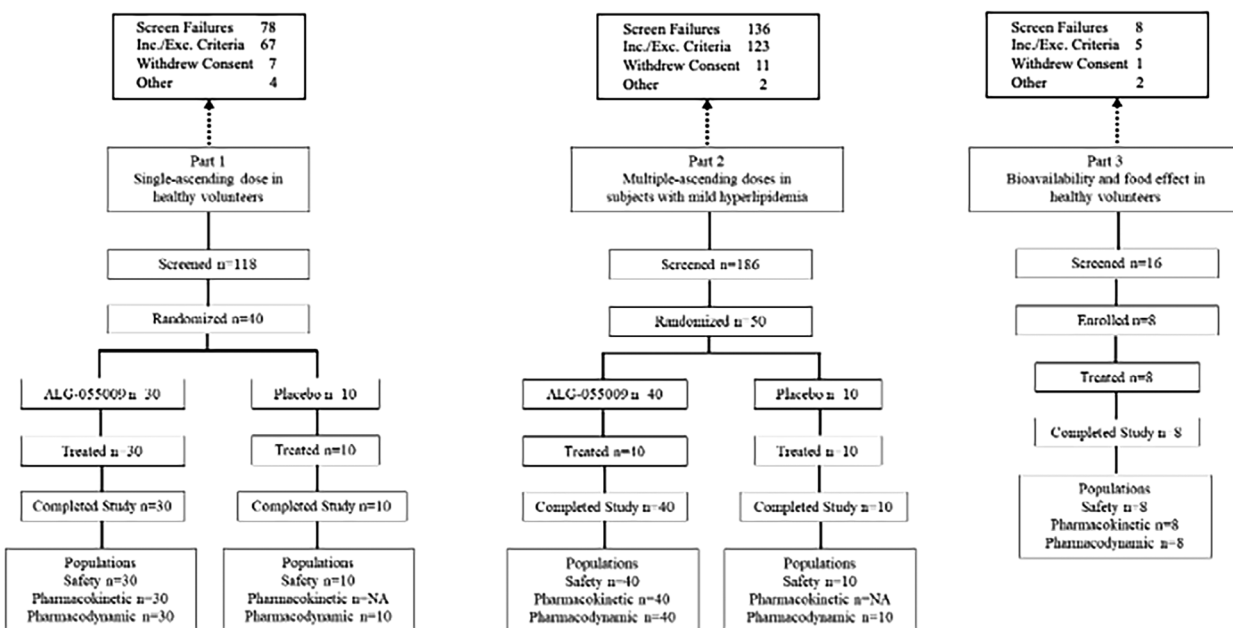 Screen Failures 78
Inc./Exc. Criteria 67
Withdrew Consent 7
Other 4
Part 1
Single-ascending dose in
healthy volunteers
Screened n=118
Randomized n=40
ALG-055009 n=30
Treated n=30
Completed Study n=30
Populations
Safety n=30
Pharmacokinetic n=30
Pharmacodynamic n=30
Placebo n=10
Treated n=10
Completed Study n=10
Populations
Safety n=10
Pharmacokinetic n=NA
Pharmacodynamic n=10
Screen Failures 136
Inc./Exc. Criteria 123
Withdrew Consent 11
Other 2
Part 2
Multiple-ascending doses in
subjects with mild hyperlipidemia
Screened n=186
Randomized n=50
ALG-055009 n=40
Treated n=40
Completed Study n=40
Populations
Safety n=40
Pharmacokinetic n=40
Pharmacodynamic n=40
Placebo n=10
Treated n=10
Completed Study n=10
Populations
Safety n=10
Pharmacokinetic n=NA
Pharmacodynamic n=10
Screen Failures 8
Inc./Exc. Criteria 5
Withdrew Consent 1
Other 2
Part 3
Bioavailability and food effect in
healthy volunteers
Screened n=16
Enrolled n=8
Treated n=8
Completed Study n=8
Populations
Safety n=8
Pharmacokinetic n=8
Pharmacodynamic n=8